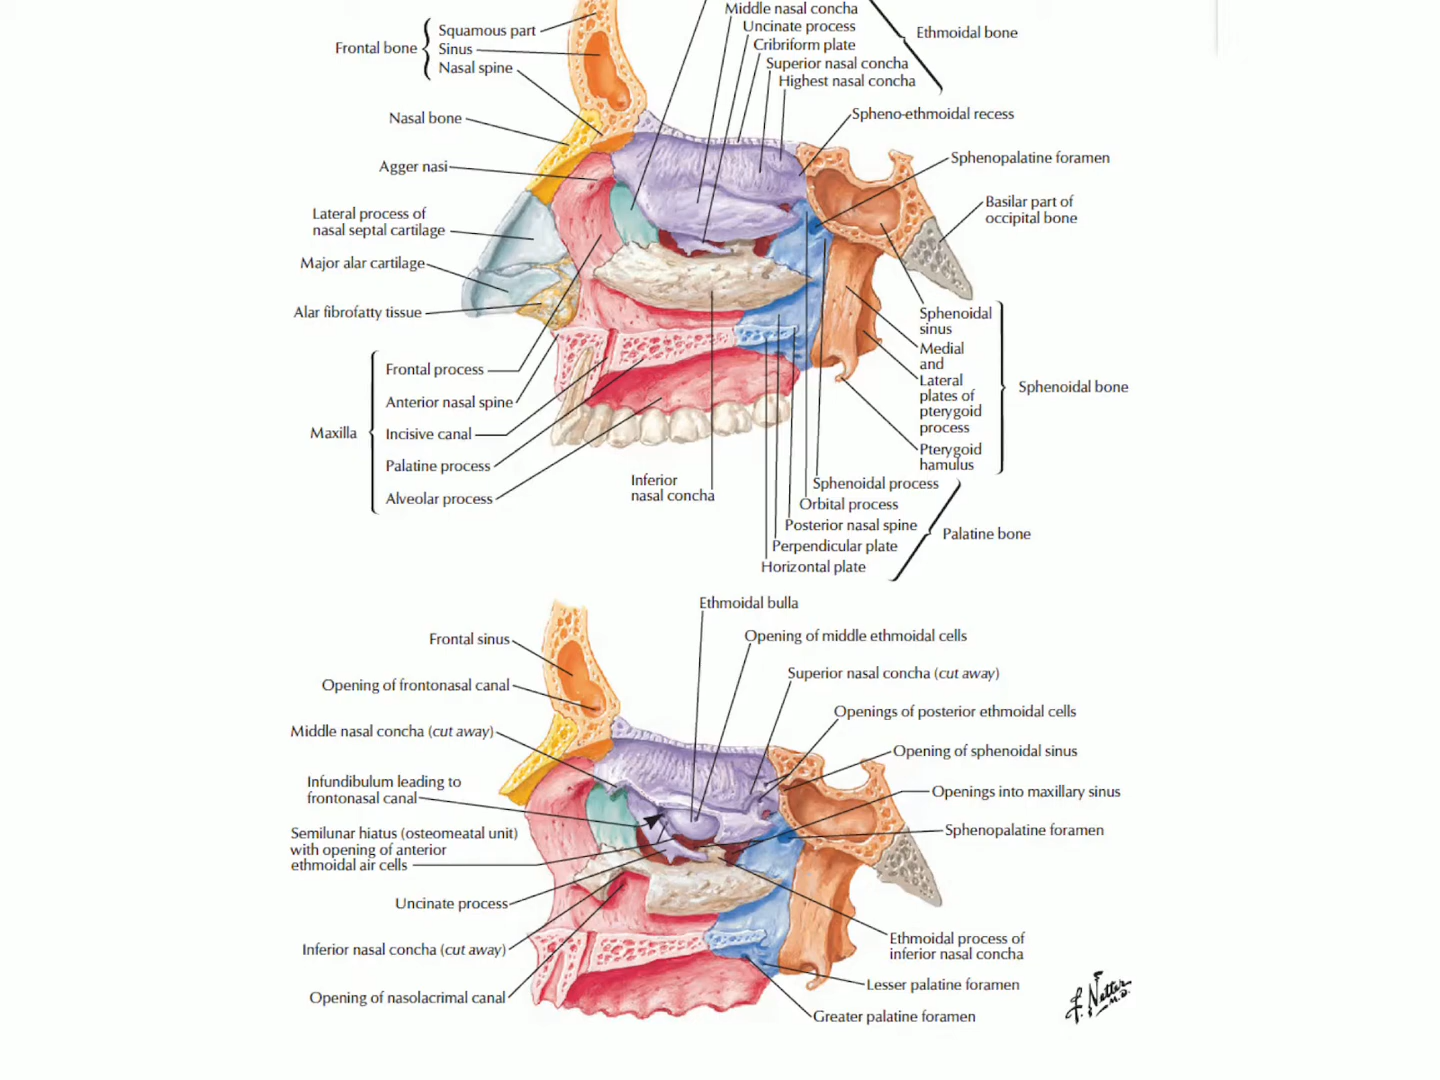 Middle nasal concha
Uncinate process
Cribriform plate
Superior nasal concha
Highest nasal concha
Ethmoidal bone
Squamous part
Sinus
Nasal spine
Frontal bone
Spheno-ethmoidal recess
Nasal bone
Sphenopalatine foramen
Agger nasi
Basilar part of
occipital bone
Lateral process of
nasal septal cartilage
Major alar cartilage
Alar fibrofatty tissue
Sphenoidal
sinus
Medial
and
Lateral
plates of
pterygoid
process
Pterygoid
hamulus
Sphenoidal bone
Frontal process
Anterior nasal spine
Incisive canal
Palatine process
Alveolar process
Maxilla
Inferior
nasal concha
Sphenoidal process
Orbital process
Posterior nasal spine
Perpendicular plate
Horizontal plate
Palatine bone
Ethmoidal bulla
Opening of middle ethmoidal cells
Frontal sinus
Superior nasal concha (cut away)
Opening of frontonasal canal
Openings of posterior ethmoidal cells
Middle nasal concha (cut away)
Opening of sphenoidal sinus
Infundibulum leading to
frontonasal canal
Openings into maxillary sinus
Semilunar hiatus (osteomeatal unit)
with opening of anterior
ethmoidal air cells
Sphenopalatine foramen
Uncinate process
Inferior nasal concha (cut away)
Ethmoidal process of
inferior nasal concha
Opening of nasolacrimal canal
Lesser palatine foramen
Greater palatine foramen
F. Netter
M.D.